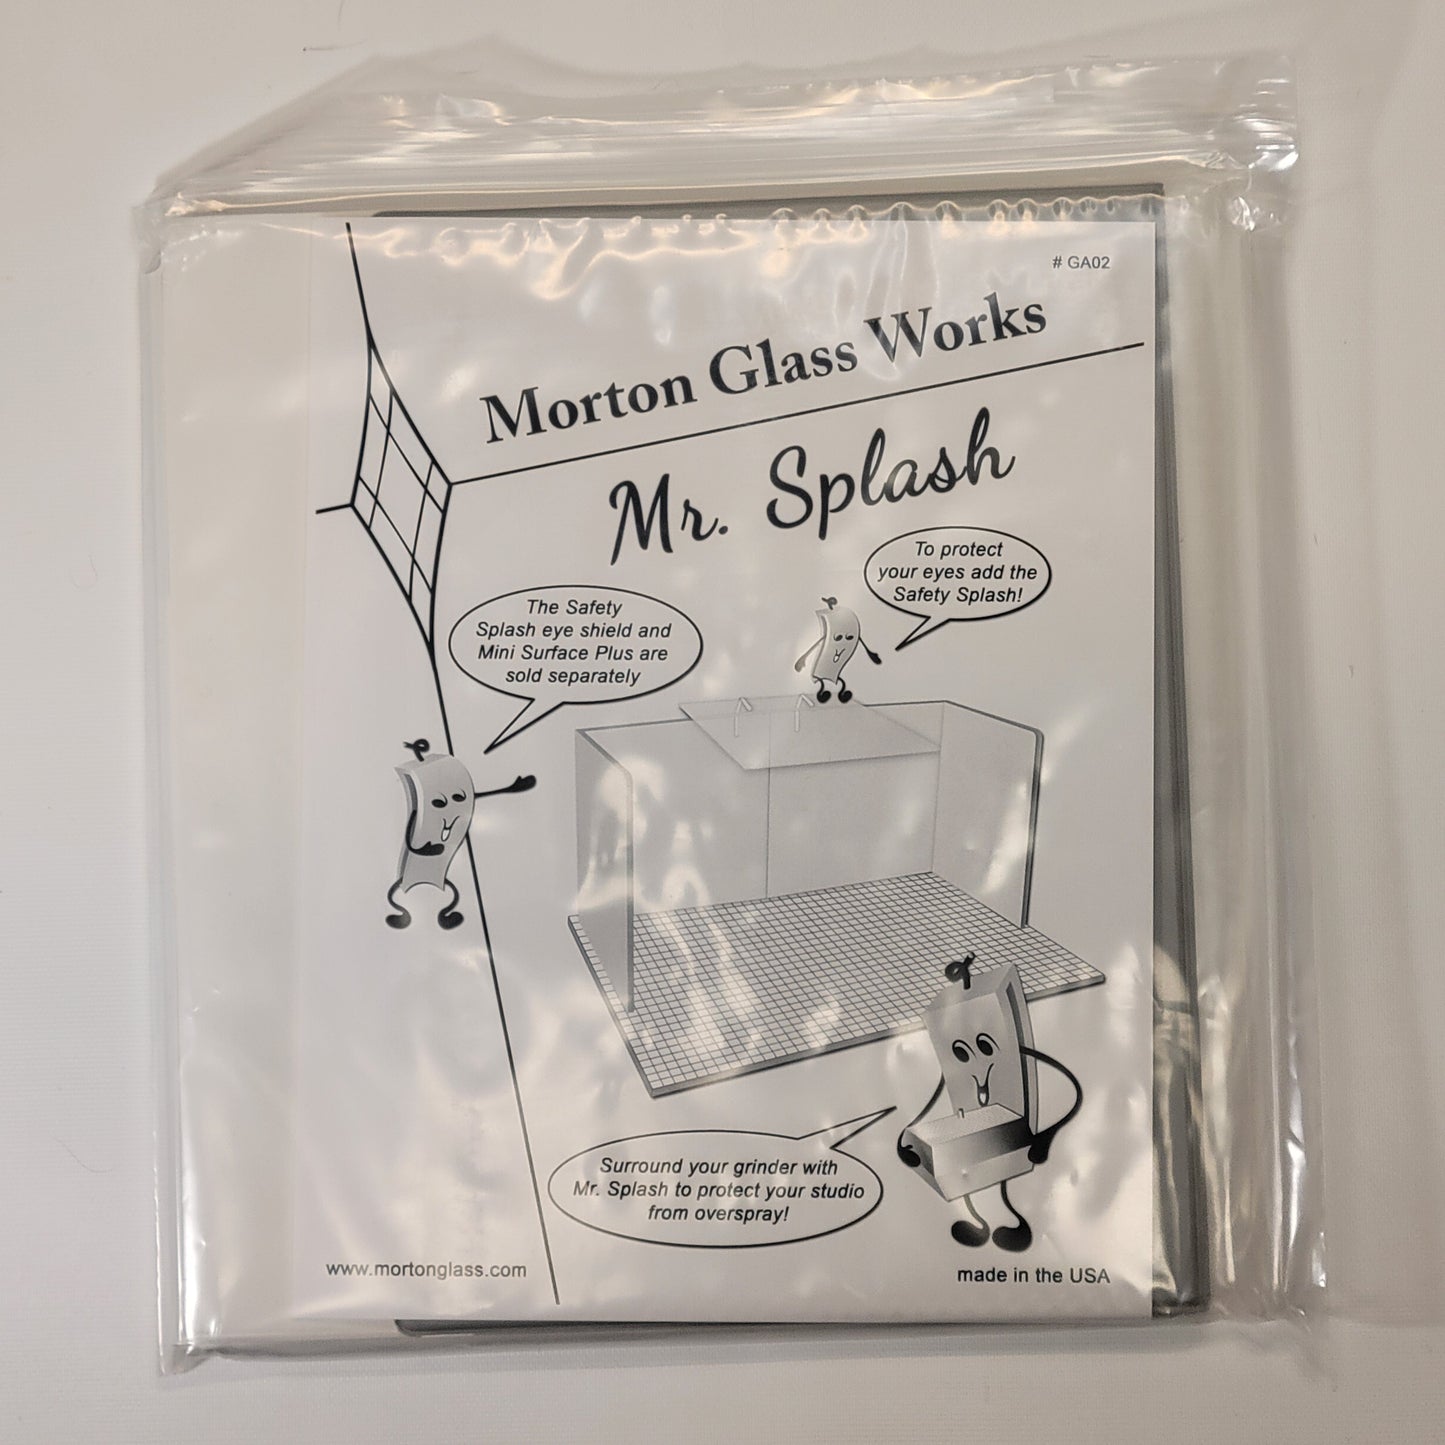 # GA02
Morton Glass Works
Mr. Splash
To protect
your eyes add the
Safety Splash!
The Safety
Splash eye shield and
Mini Surface Plus are
sold separately
Surround your grinder with
Mr. Splash to protect your studio
from overspray!
www.mortonglass.com
made in the USA